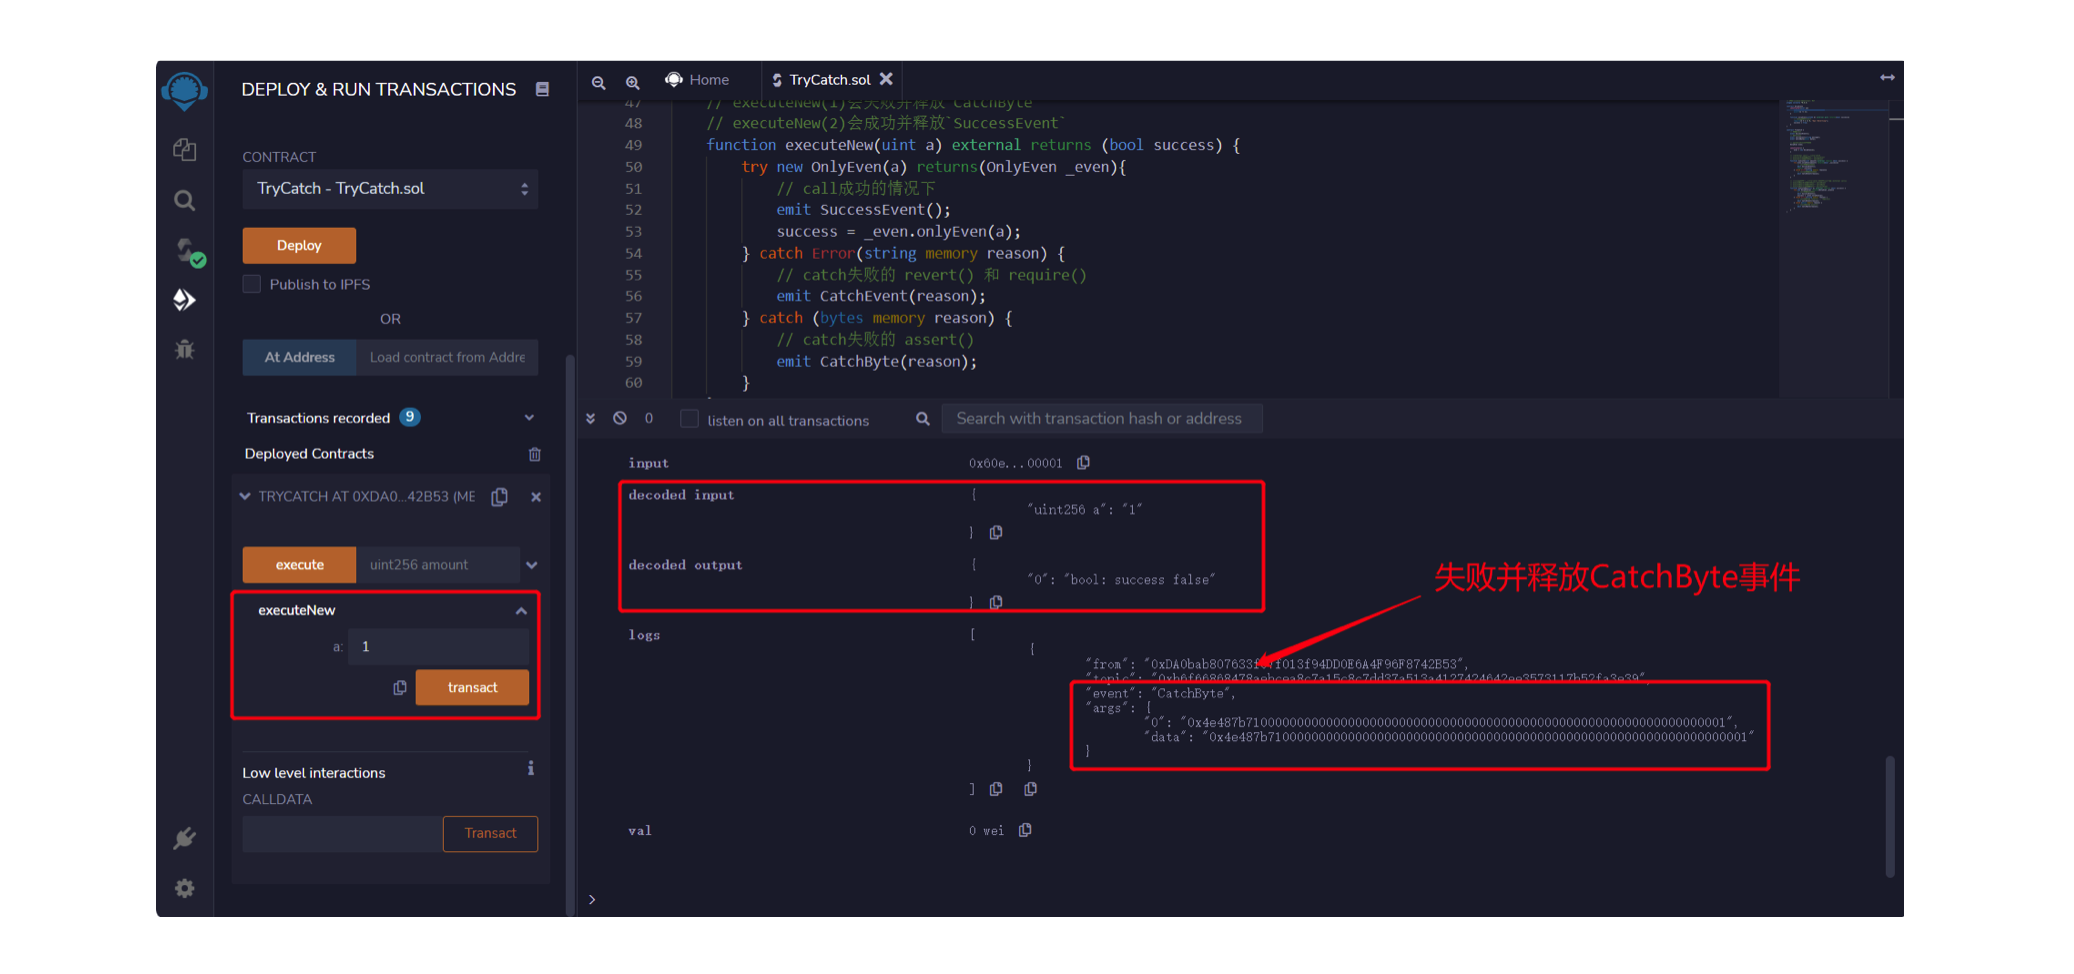 DEPLOY & RUN TRANSACTIONS
CONTRACT
TryCatch - TryCatch.sol
Deploy
Publish to IPFS
OR
At Address
Load contract from Addre
Transactions recorded 9
Deployed Contracts
TRYCATCH AT 0XDA0...42B53 (ME
execute
uint256 amount
executeNew
a: 1
transact
Low level interactions
i
CALLDATA
Transact
Home
TryCatch.sol
47 // executeNew(1)会失败并释放`CatchByte`
48 // executeNew(2)会成功并释放`SuccessEvent`
49 function executeNew(uint a) external returns (bool success) {
50 try new OnlyEven(a) returns(OnlyEven _even){
51 // call成功的情况下
52 emit SuccessEvent();
53 success = _even.onlyEven(a);
54 } catch Error(string memory reason) {
55 // catch失败的 revert() 和 require()
56 emit CatchEvent(reason);
57 } catch (bytes memory reason) {
58 // catch失败的 assert()
59 emit CatchByte(reason);
60 }
0
listen on all transactions
Search with transaction hash or address
input 0x60e...00001
decoded input {
"uint256 a": "1"
}
decoded output {
"0": "bool: success false"
}
失败并释放CatchByte事件
logs [
{
"event": "CatchByte",
"args": {
"0":
"data":
}
}
]
val 0 wei
>